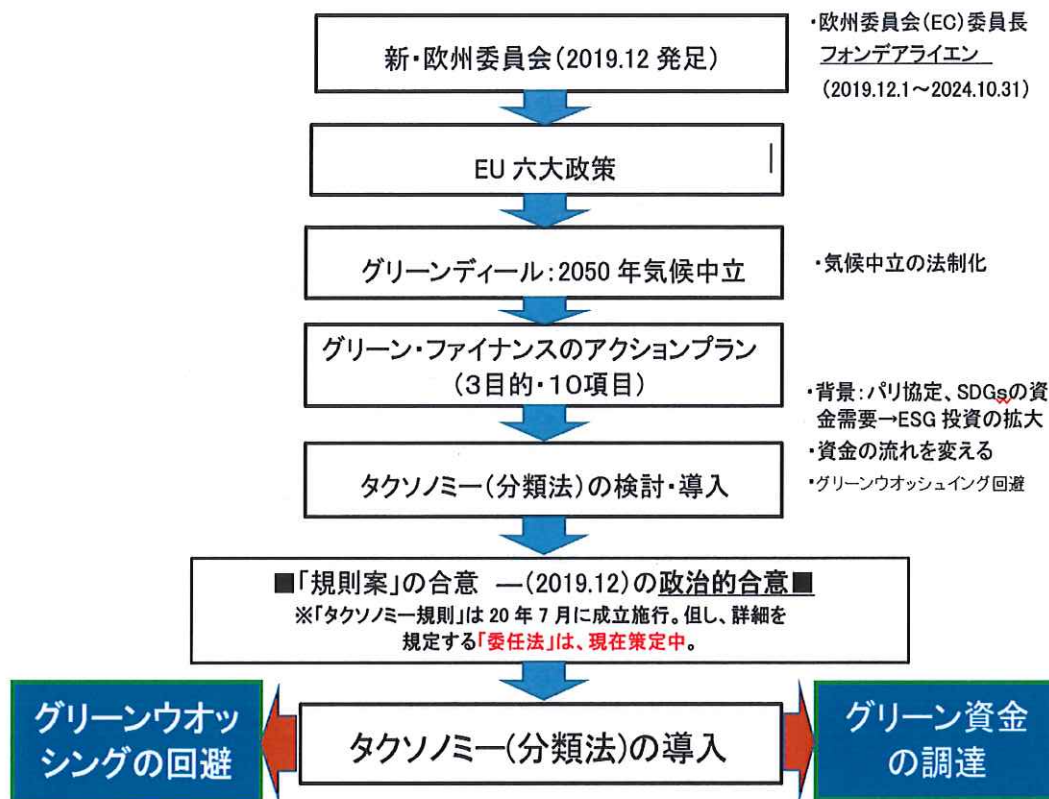 新・欧州委員会(2019.12 発足)
・欧州委員会(EC)委員長
フォンデアライエン
(2019.12.1～2024.10.31)
EU 六大政策
グリーンディール：2050 年気候中立
・気候中立の法制化
グリーン・ファイナンスのアクションプラン
(３目的・１０項目)
・背景：パリ協定、SDGsの資
金需要→ESG 投資の拡大
・資金の流れを変える
・グリーンウオッシュイング回避
タクソノミー(分類法)の検討・導入
■「規則案」の合意 ―(2019.12)の政治的合意■
※「タクソノミー規則」は 20 年 7 月に成立施行。但し、詳細を
規定する「委任法」は、現在策定中。
グリーンウオッ
シングの回避
タクソノミー(分類法)の導入
グリーン資金
の調達